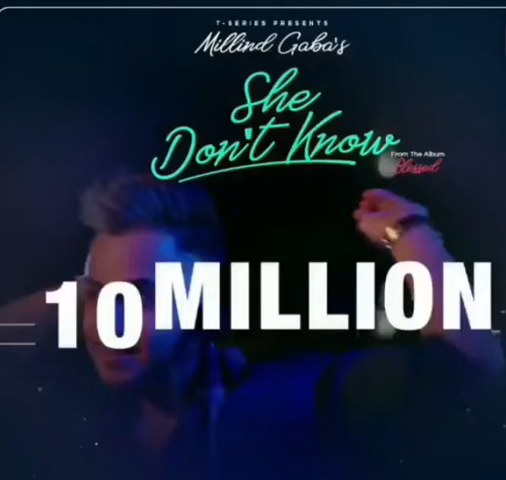 T-SERIES PRESENTS
Millind Gaba's
She
Don't Know
From The Album
Blessed
10 MILLION